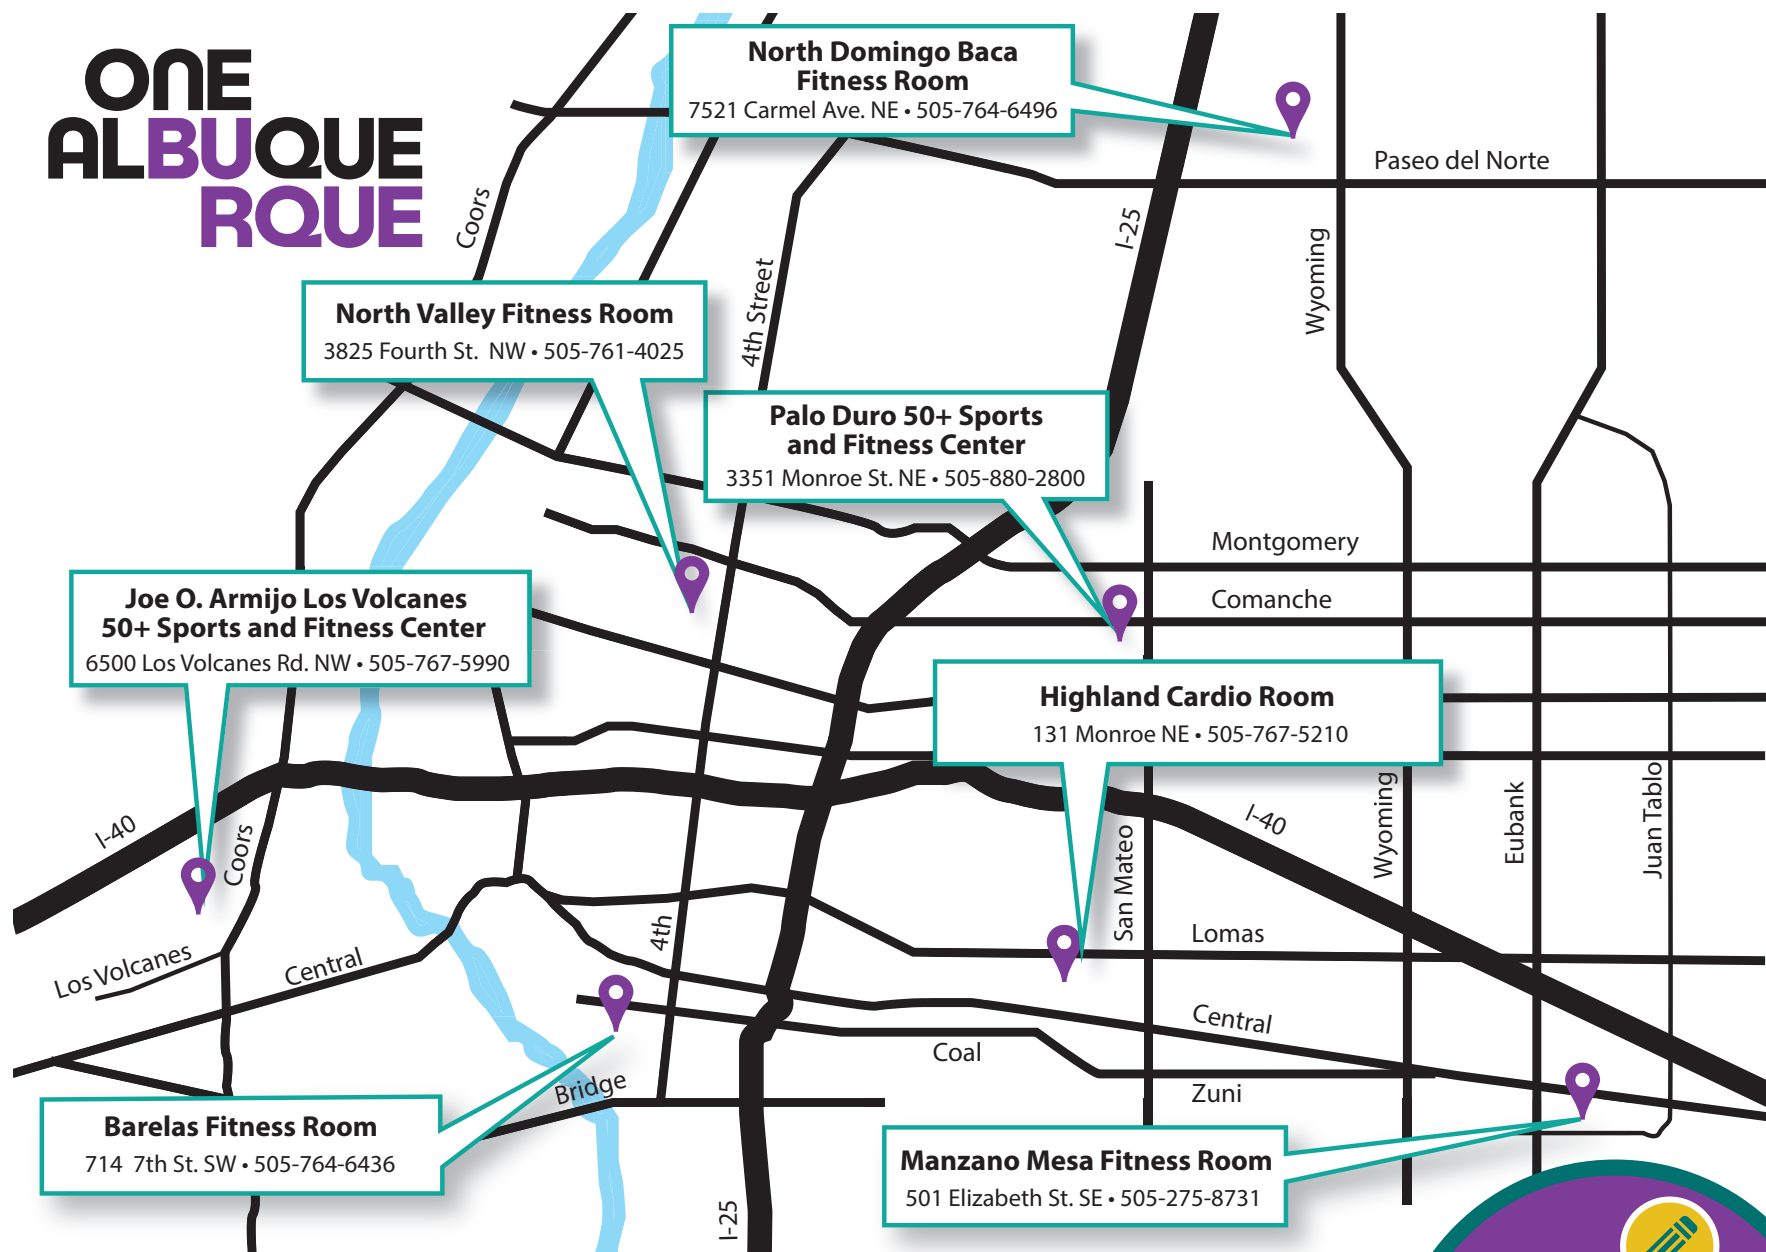 ONE
ALBUQUE
RQUE
North Domingo Baca
Fitness Room
7521 Carmel Ave. NE • 505-764-6496
Paseo del Norte
Coors
I-25
Wyoming
4th Street
North Valley Fitness Room
3825 Fourth St.  NW • 505-761-4025
Palo Duro 50+ Sports
and Fitness Center
3351 Monroe St. NE • 505-880-2800
Montgomery
Comanche
Joe O. Armijo Los Volcanes
50+ Sports and Fitness Center
6500 Los Volcanes Rd. NW • 505-767-5990
Highland Cardio Room
131 Monroe NE • 505-767-5210
I-40
Coors
I-40
San Mateo
Wyoming
Eubank
Juan Tablo
4th
Lomas
Los Volcanes
Central
Central
Coal
Zuni
Bridge
Barelas Fitness Room
714  7th St. SW • 505-764-6436
Manzano Mesa Fitness Room
501 Elizabeth St. SE • 505-275-8731
I-25